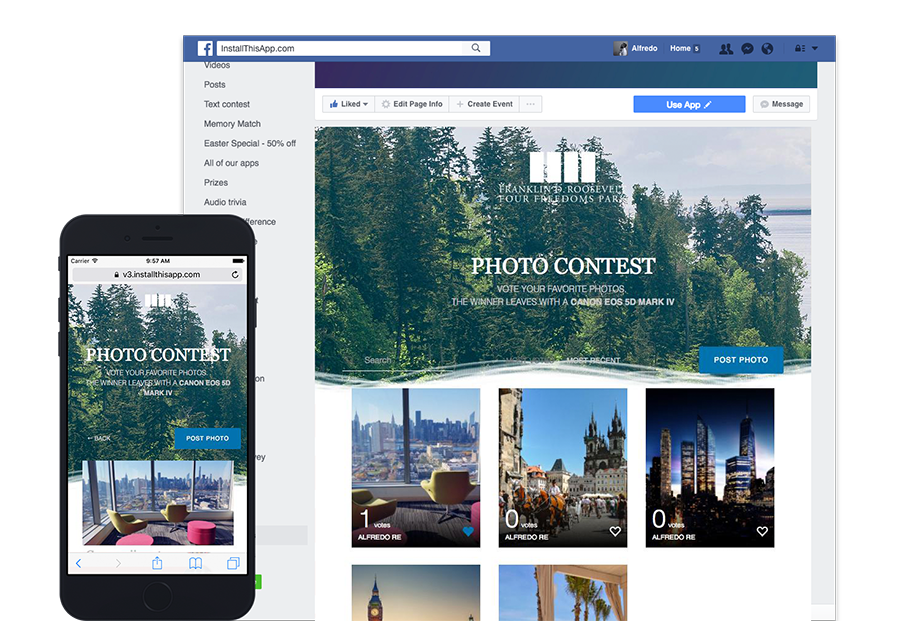 InstallThisApp.com
Alfredo
Home 5
Videos
Posts
Text contest
Memory Match
Easter Special - 50% off
All of our apps
Prizes
Audio trivia
ference
Liked
Edit Page Info
Create Event
Use App
Message
FRANKLIN D. ROOSEVEL
FOUR FREEDOMS PARK
PHOTO CONTEST
VOTE YOUR FAVORITE PHOTOS.
THE WINNER LEAVES WITH A CANON EOS 5D MARK IV
Search
MOST RECENT
POST PHOTO
1 votes
ALFREDO RE
0 votes
ALFREDO RE
0 votes
ALFREDO RE
on
vey
Carrier
9:57 AM
v3.installthisapp.com
PHOTO CONTEST
VOTE YOUR FAVORITE PHOTOS.
THE WINNER LEAVES WITH A CANON EOS 5D
MARK IV
BACK
POST PHOTO